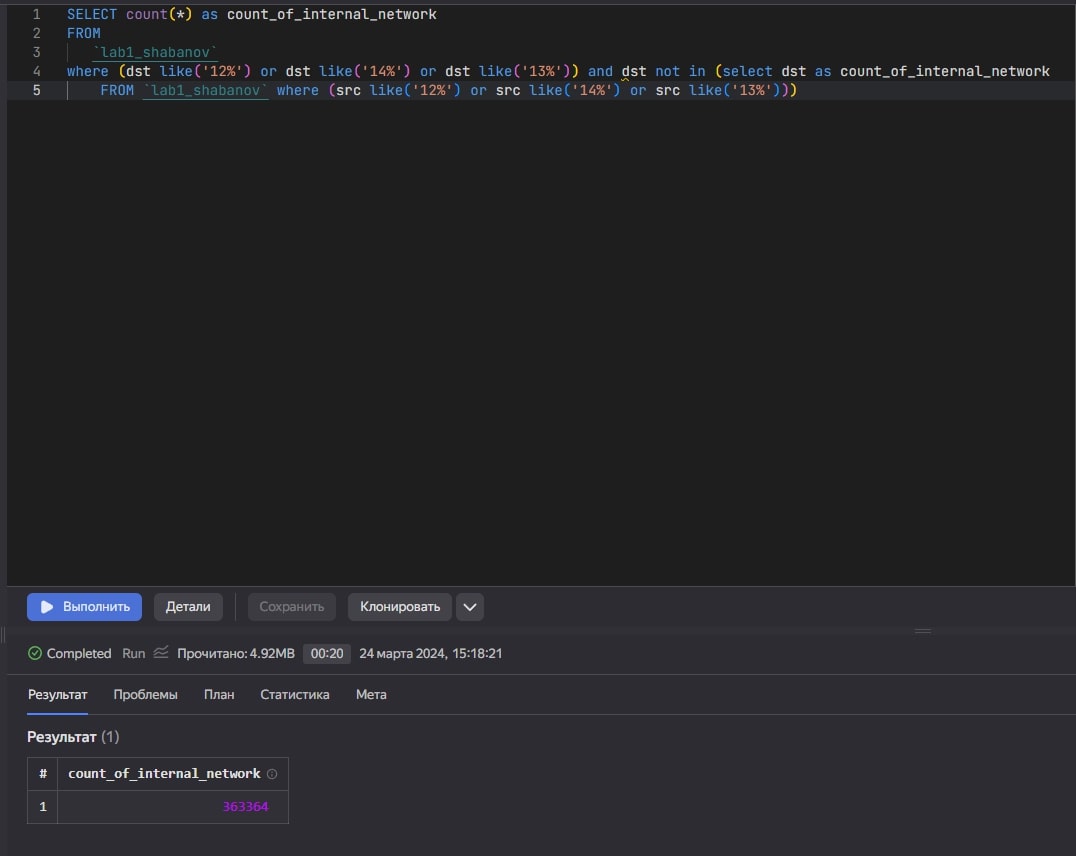 1 SELECT count(*) as count_of_internal_network
2 FROM
3 `lab1_shabanov`
4 where (dst like('12%') or dst like('14%') or dst like('13%')) and dst not in (select dst as count_of_internal_network
5 FROM `lab1_shabanov` where (src like('12%') or src like('14%') or src like('13%')))
Выполнить Детали Сохранить Клонировать
Completed Run Прочитано: 4.92MB 00:20 24 марта 2024, 15:18:21
Результат Проблемы План Статистика Мета
Результат (1)
# count_of_internal_network
1 363364